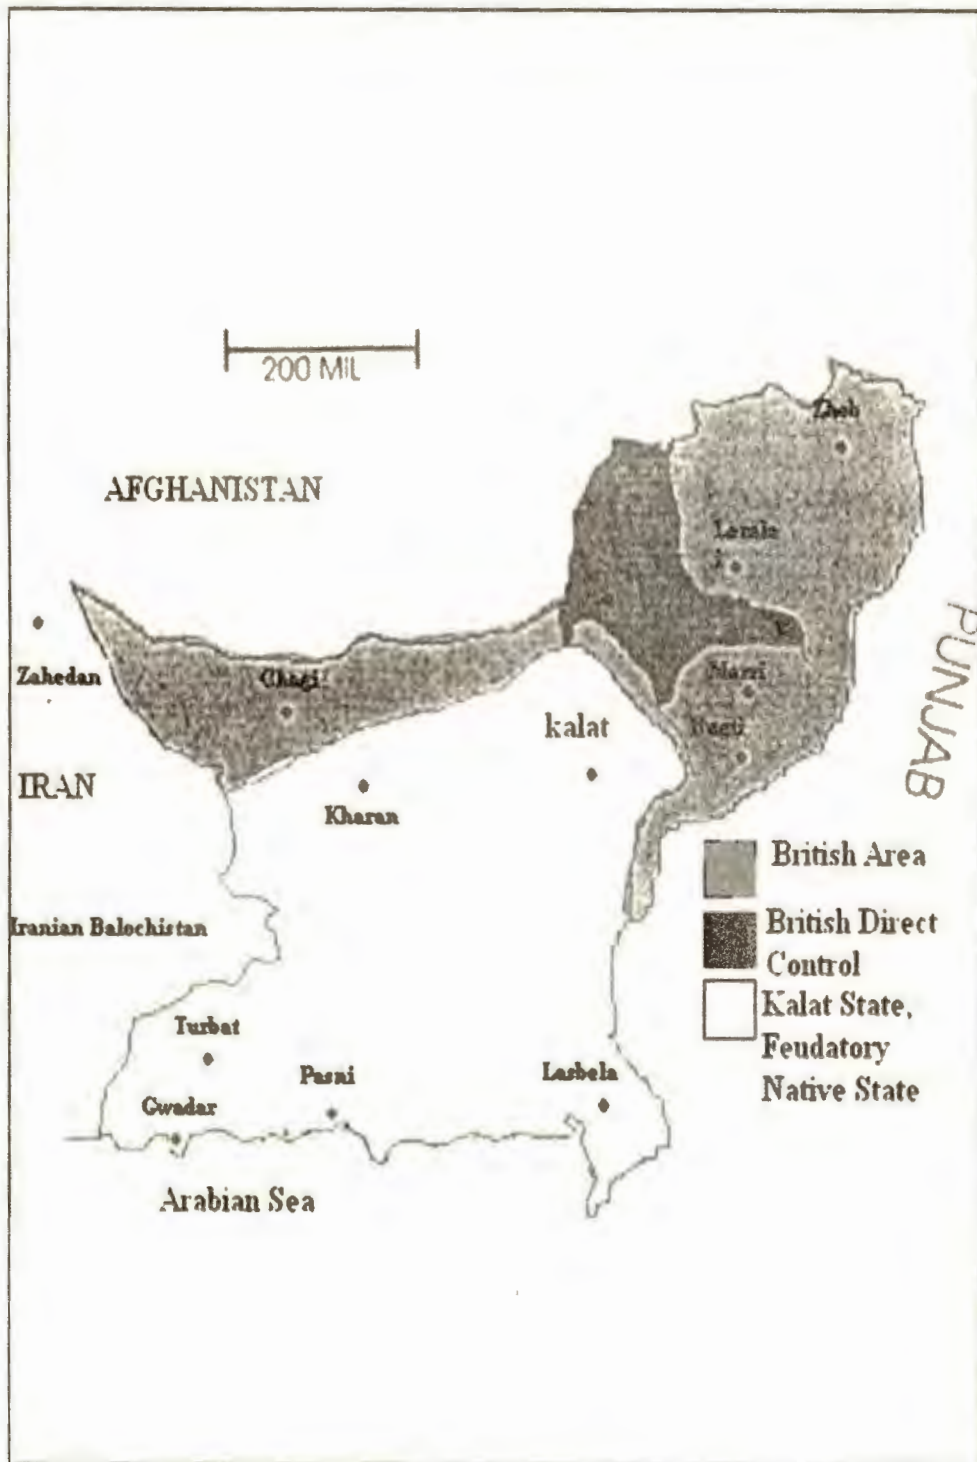 200 MIL
AFGHANISTAN
Zhob
Zahedan
Chagi
Marri
kalat
IRAN
Kharan
PUNJAB
British Area
British Direct
Control
Kalat State,
Feudatory
Native State
Iranian Balochistan
Turbat
Pasni
Lasbela
Gwadar
Arabian Sea